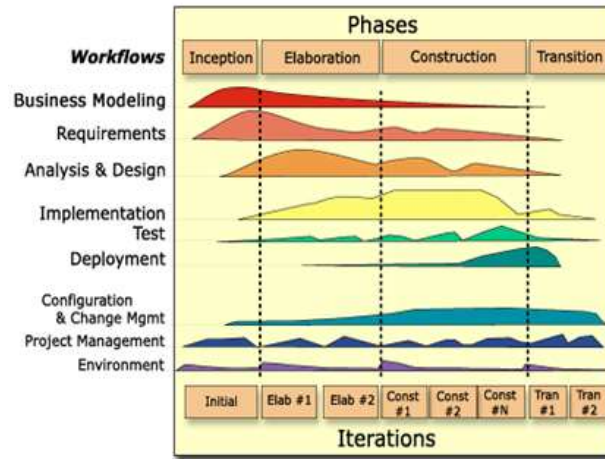 Phases
Workflows
Inception
Elaboration
Construction
Transition
Business Modeling
Requirements
Analysis & Design
Implementation
Test
Deployment
Configuration
& Change Mgmt
Project Management
Environment
Initial
Elab #1
Elab #2
Const
#1
Const
#2
Const
#N
Tran
#1
Tran
#2
Iterations